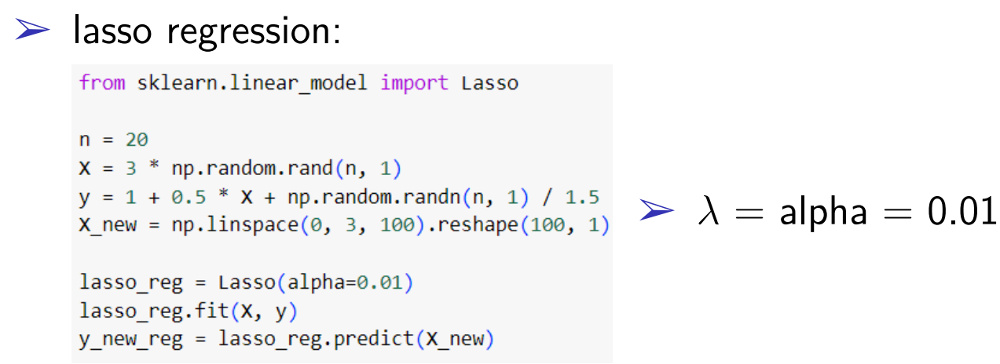 ➢ lasso regression:
from sklearn.linear_model import Lasso
n = 20
X = 3 * np.random.rand(n, 1)
y = 1 + 0.5 * X + np.random.randn(n, 1) / 1.5
X_new = np.linspace(0, 3, 100).reshape(100, 1)
➢ λ = alpha = 0.01
lasso_reg = Lasso(alpha=0.01)
lasso_reg.fit(X, y)
y_new_reg = lasso_reg.predict(X_new)